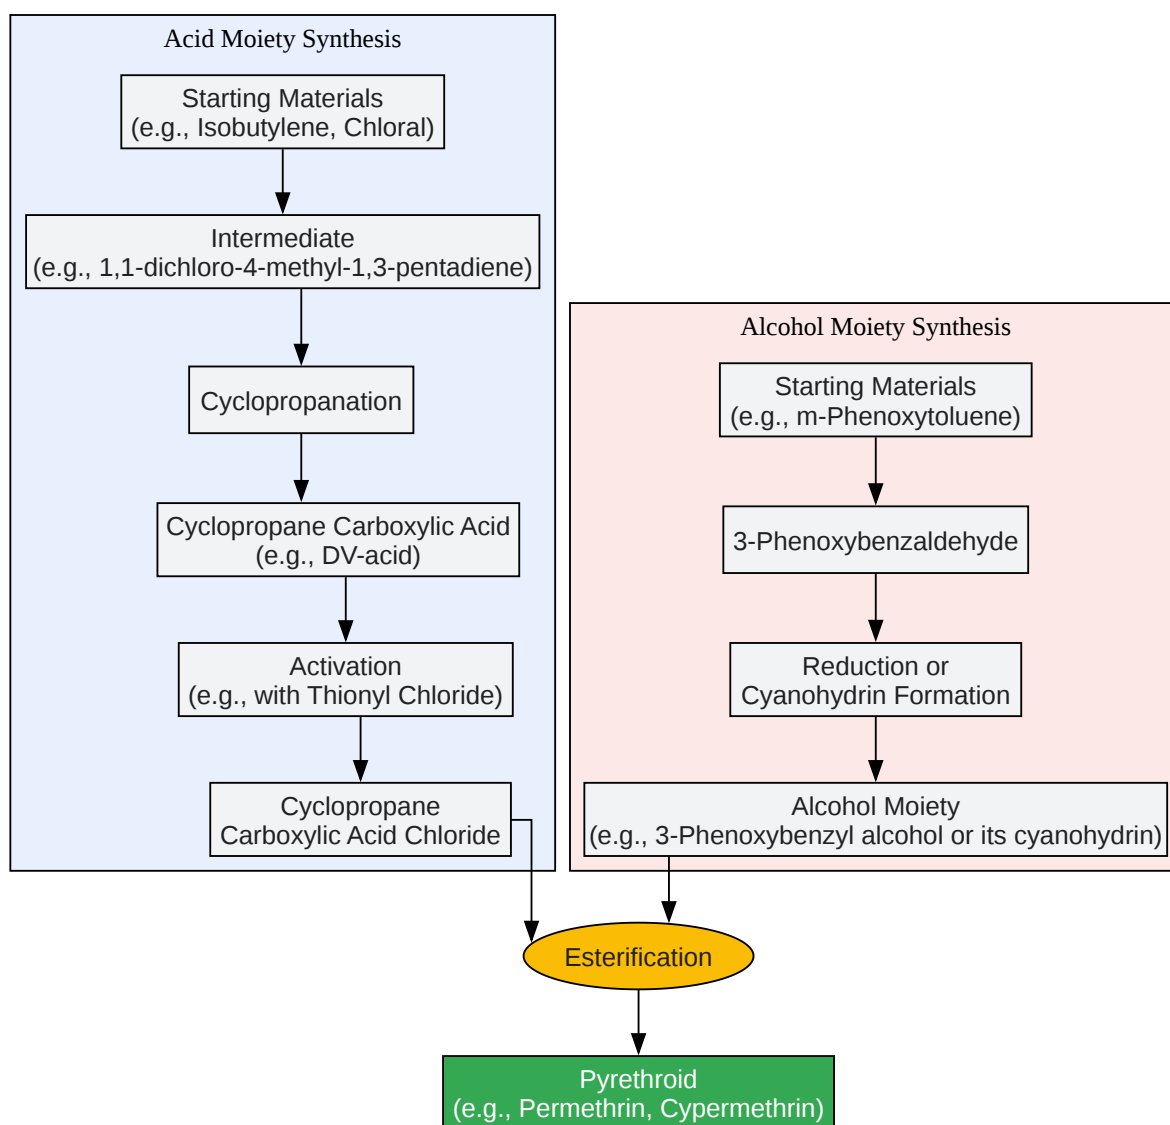 Acid Moiety Synthesis
Starting Materials
(e.g., Isobutylene, Chloral)
Intermediate
(e.g., 1,1-dichloro-4-methyl-1,3-pentadiene)
Cyclopropanation
Cyclopropane Carboxylic Acid
(e.g., DV-acid)
Activation
(e.g., with Thionyl Chloride)
Cyclopropane
Carboxylic Acid Chloride
Alcohol Moiety Synthesis
Starting Materials
(e.g., m-Phenoxytoluene)
3-Phenoxybenzaldehyde
Reduction or
Cyanohydrin Formation
Alcohol Moiety
(e.g., 3-Phenoxybenzyl alcohol or its cyanohydrin)
Esterification
Pyrethroid
(e.g., Permethrin, Cypermethrin)